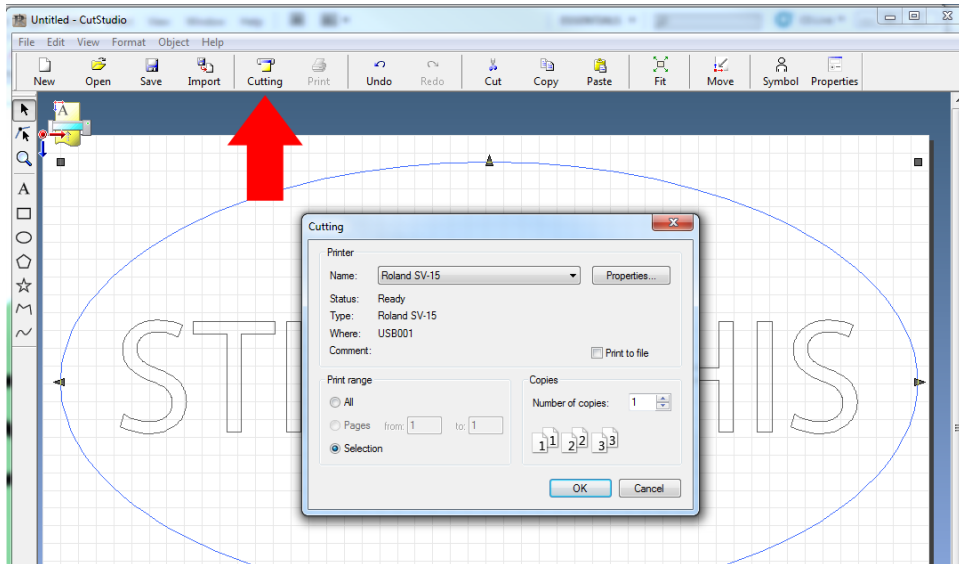 Untitled - CutStudio
File Edit View Format Object Help
New Open Save Import Cutting Print Undo Redo Cut Copy Paste Fit Move Symbol Properties
A
A
Cutting
Printer
Name: Roland SV-15 Properties...
Status: Ready
Type: Roland SV-15
Where: USB001
Comment: Print to file
Print range Copies
All Number of copies: 1
Pages from: 1 to: 1
Selection 1 1 2 2 3 3
OK Cancel